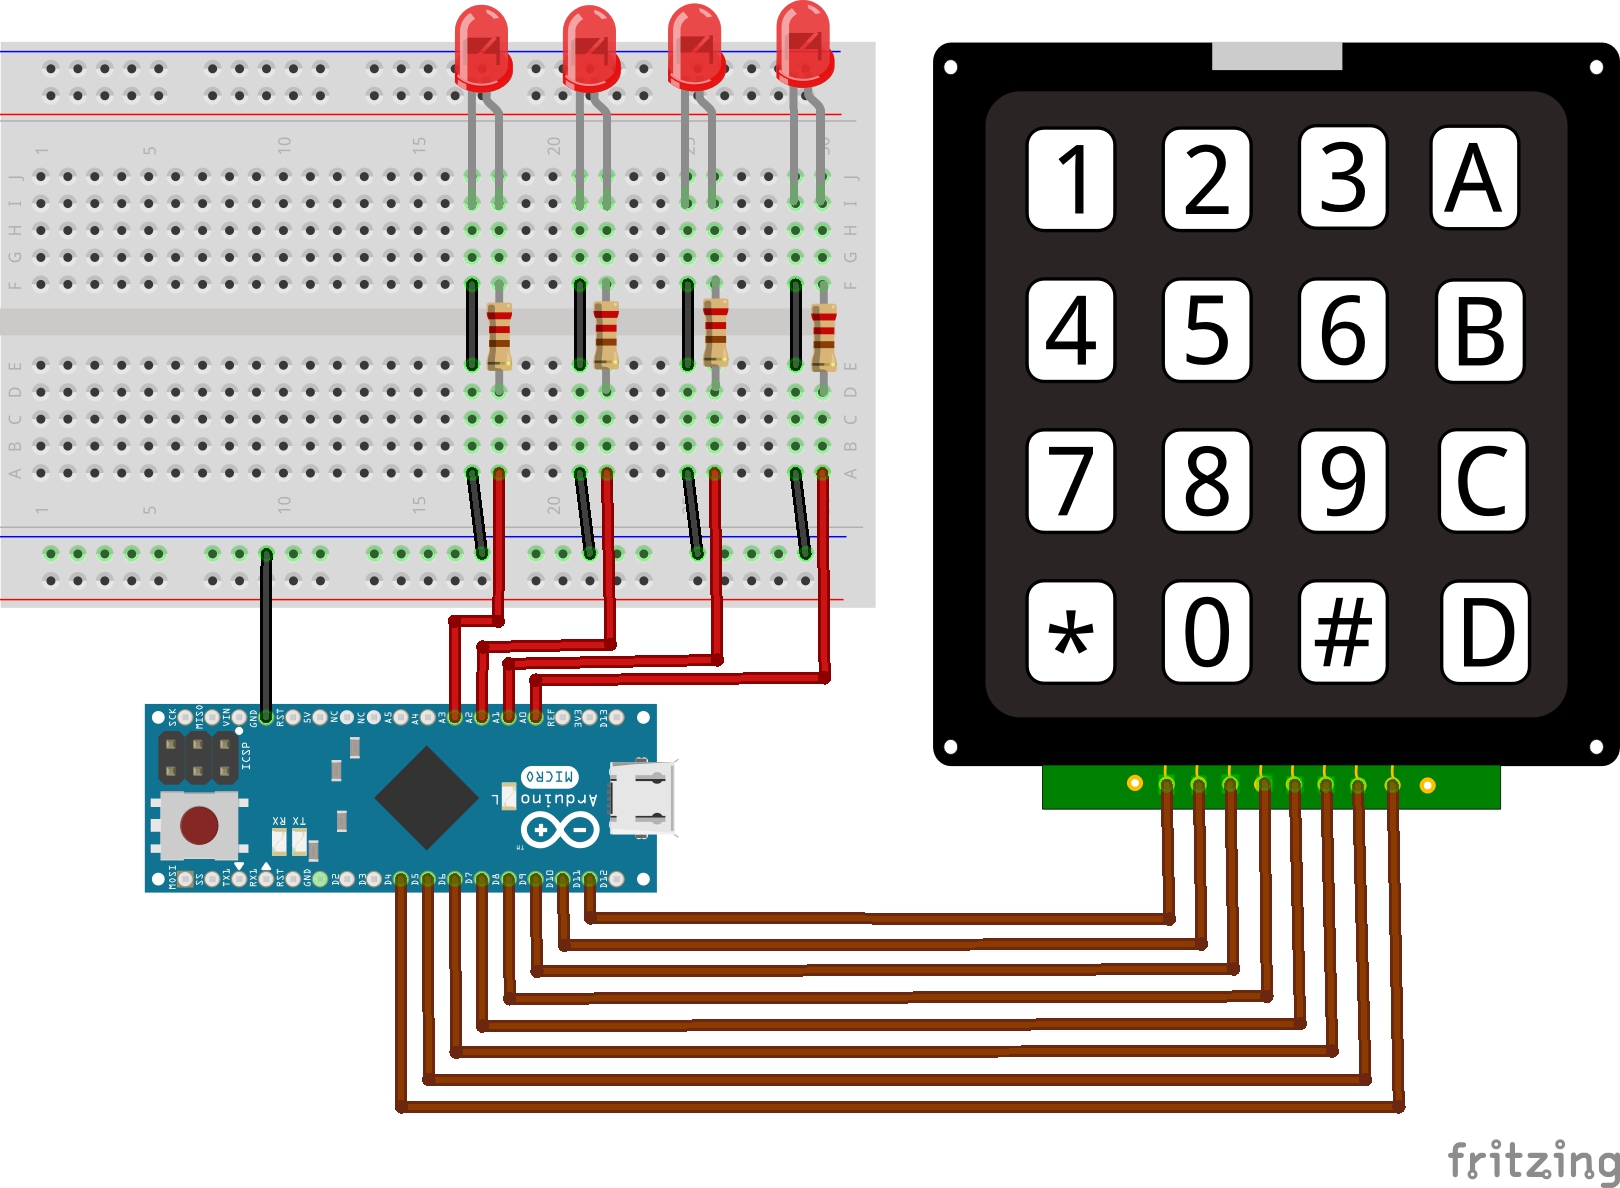 1 5 10 15 20 25 30
J J
I I
H H
G G
F F
E E
D D
C C
B B
A A
1 5 10 15 20
1 2 3 A
4 5 6 B
7 8 9 C
* 0 # D
SCK MISO VIN GND RST 5V NC NC A5 A4 A3 A2 A1 A0 REF 3V3 D13
ICSP
MICRO
Arduino
L
TM
RX TX
MOSI SS TX1 RX1 RST GND D2 D3 D4 D5 D6 D7 D8 D9 D10 D11 D12
fritzing